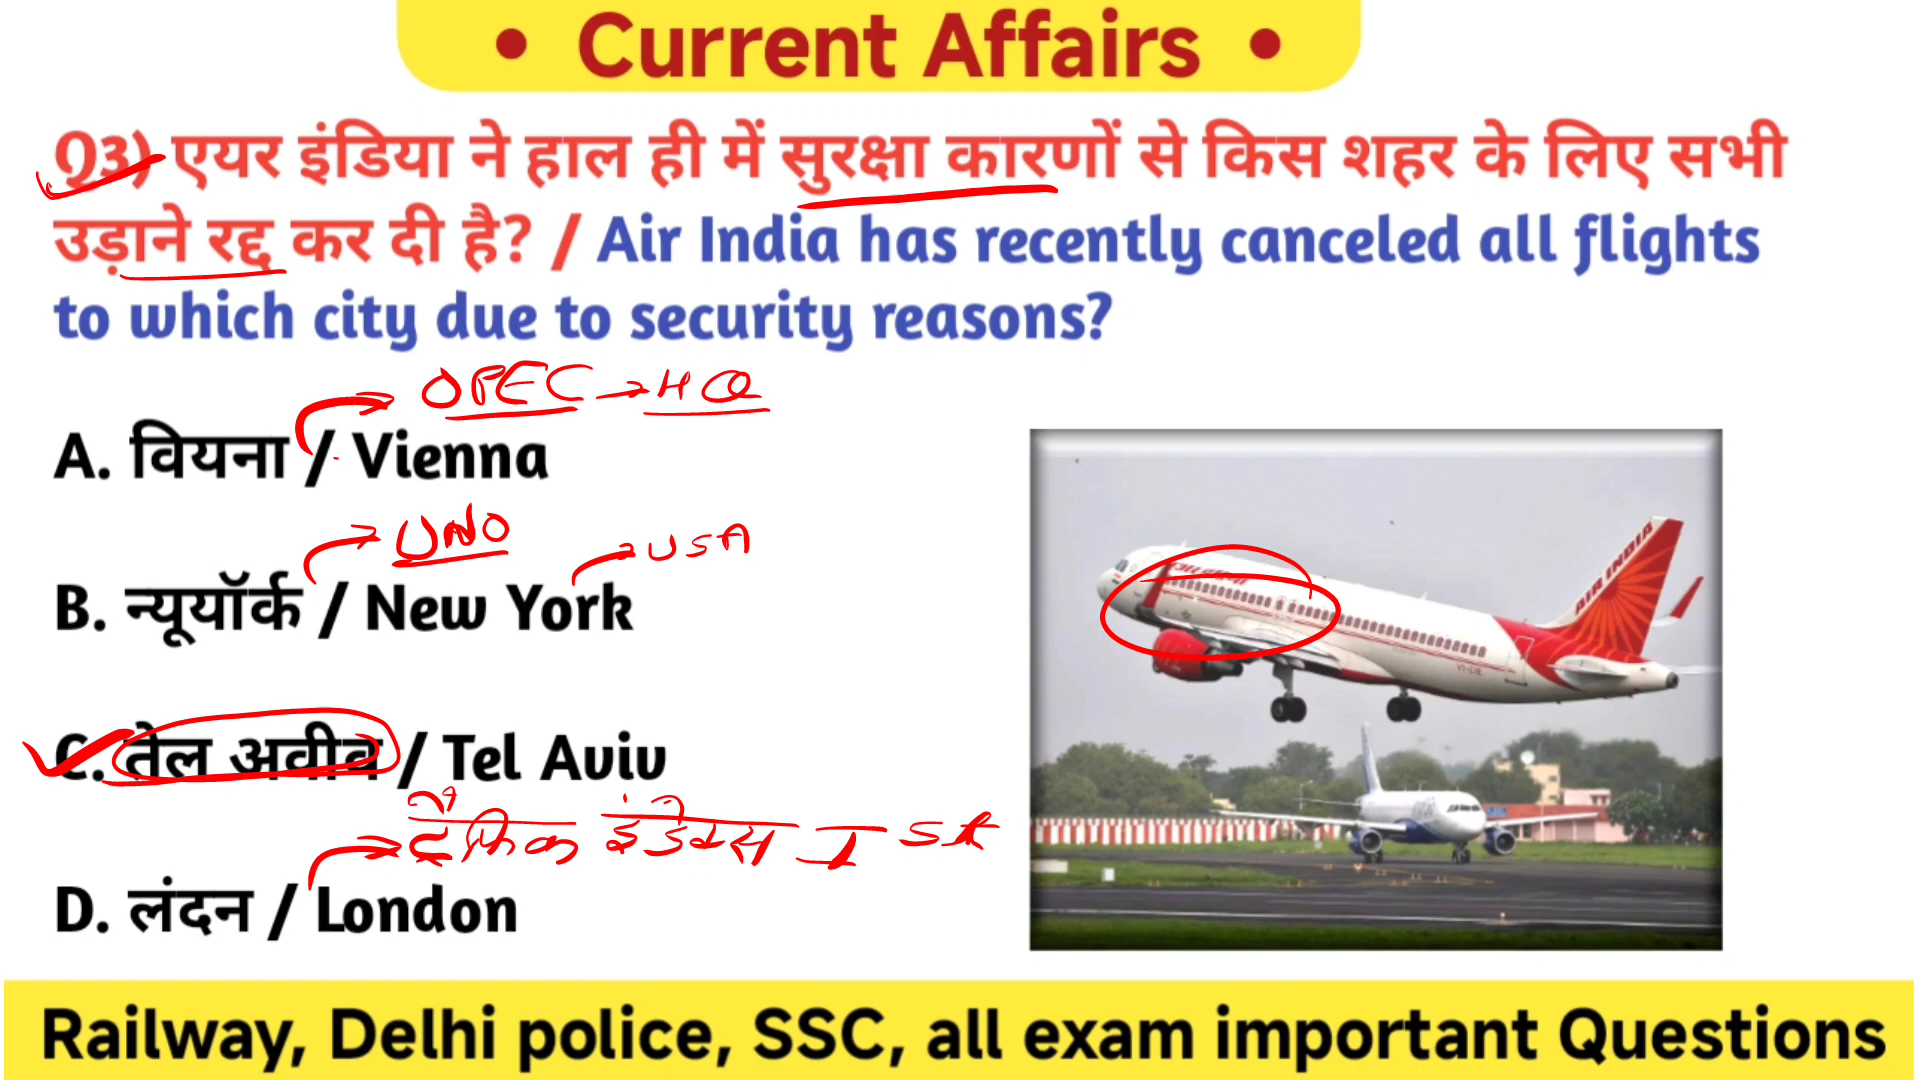 • Current Affairs •
Q3) एयर इंडिया ने हाल ही में सुरक्षा कारणों से किस शहर के लिए सभी
उड़ाने रद्द कर दी है? / Air India has recently canceled all flights
to which city due to security reasons?
OPEC → HQ
A. वियना / Vienna
UNO
USA
B. न्यूयॉर्क / New York
C. तेल अवीव / Tel Aviv
D. लंदन / London
AIR INDIA
Railway, Delhi police, SSC, all exam important Questions